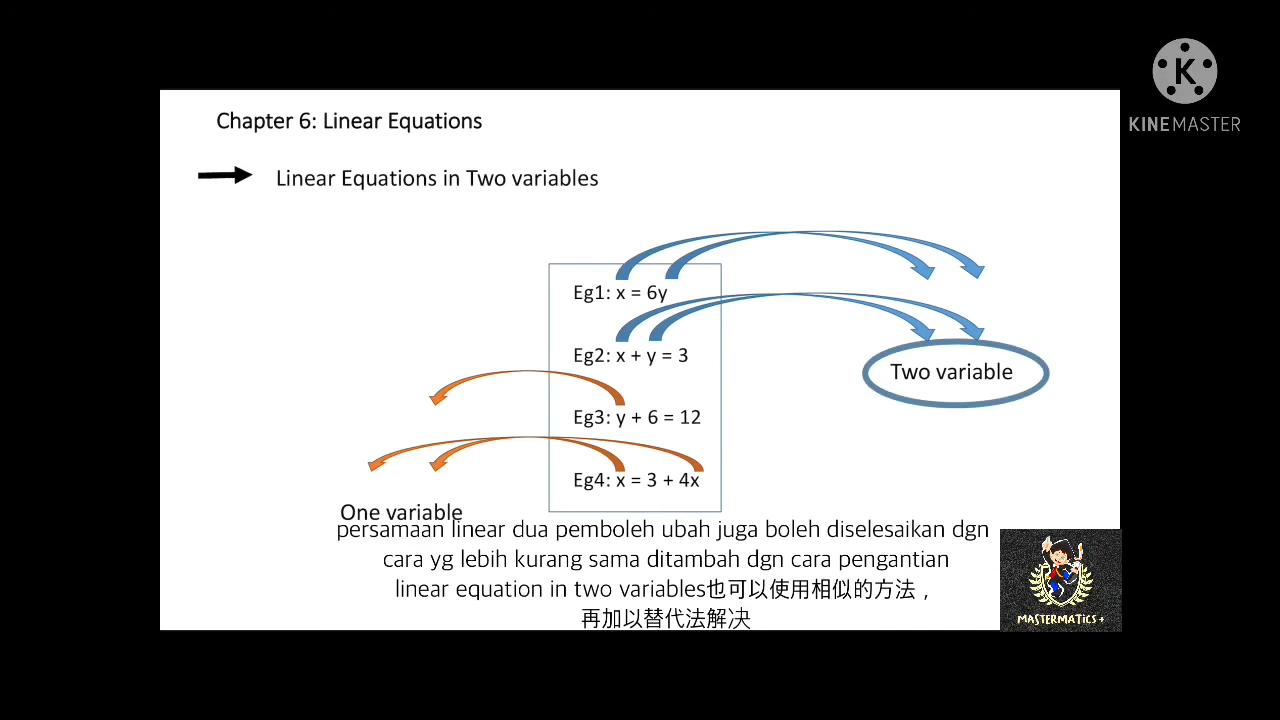 K
KINEMASTER
Chapter 6: Linear Equations
Linear Equations in Two variables
Eg1: x = 6y
Eg2: x + y = 3
Two variable
Eg3: y + 6 = 12
Eg4: x = 3 + 4x
One variable
persamaan linear dua pemboleh ubah juga boleh diselesaikan dgn
cara yg lebih kurang sama ditambah dgn cara pengantian
linear equation in two variables也可以使用相似的方法，
再加以替代法解决
MASTERMATICS+